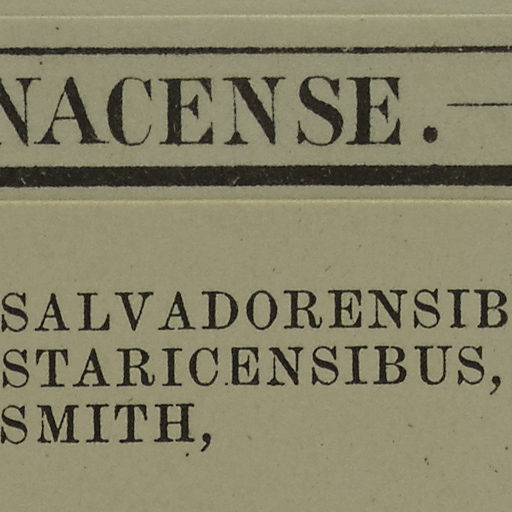 NACENSE.—
SALVADORENSIB
STARICENSIBUS,
SMITH,